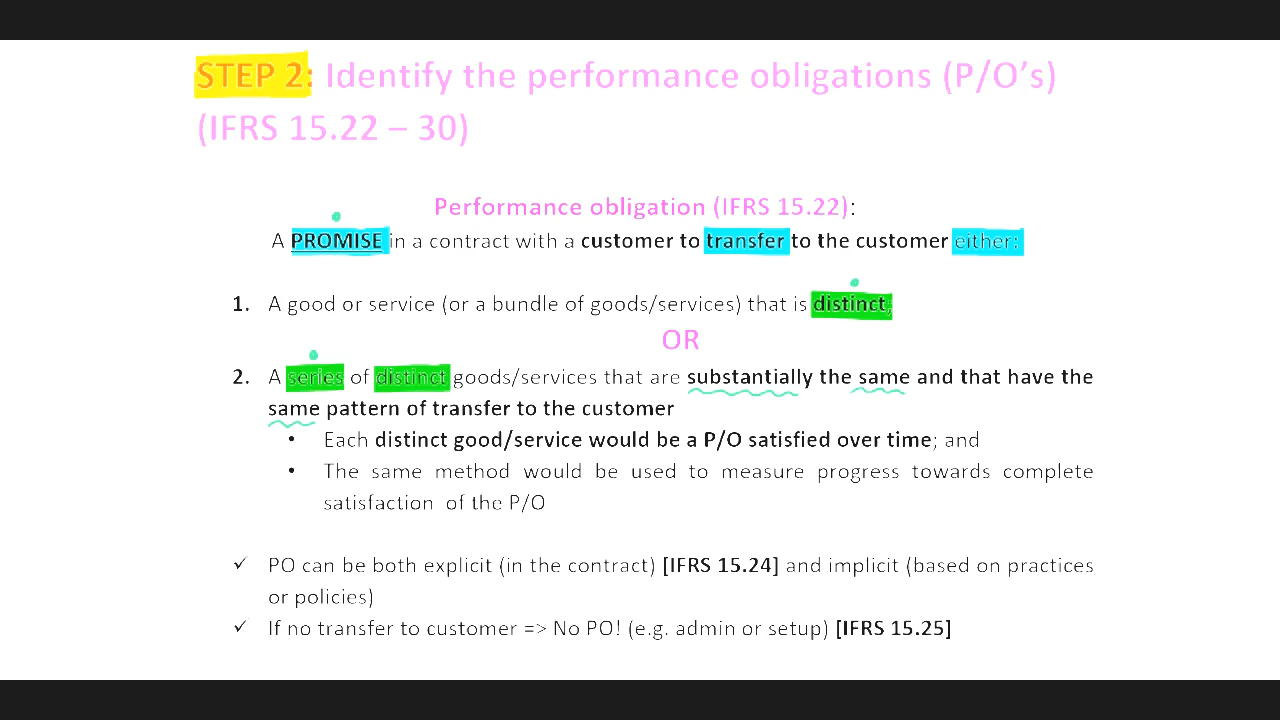 STEP 2: Identify the performance obligations (P/O’s)
(IFRS 15.22 – 30)
Performance obligation (IFRS 15.22):
A PROMISE in a contract with a customer to transfer to the customer either:
1. A good or service (or a bundle of goods/services) that is distinct;
OR
2. A series of distinct goods/services that are substantially the same and that have the
same pattern of transfer to the customer
• Each distinct good/service would be a P/O satisfied over time; and
• The same method would be used to measure progress towards complete
satisfaction of the P/O
✓ PO can be both explicit (in the contract) [IFRS 15.24] and implicit (based on practices
or policies)
✓ If no transfer to customer => No PO! (e.g. admin or setup) [IFRS 15.25]